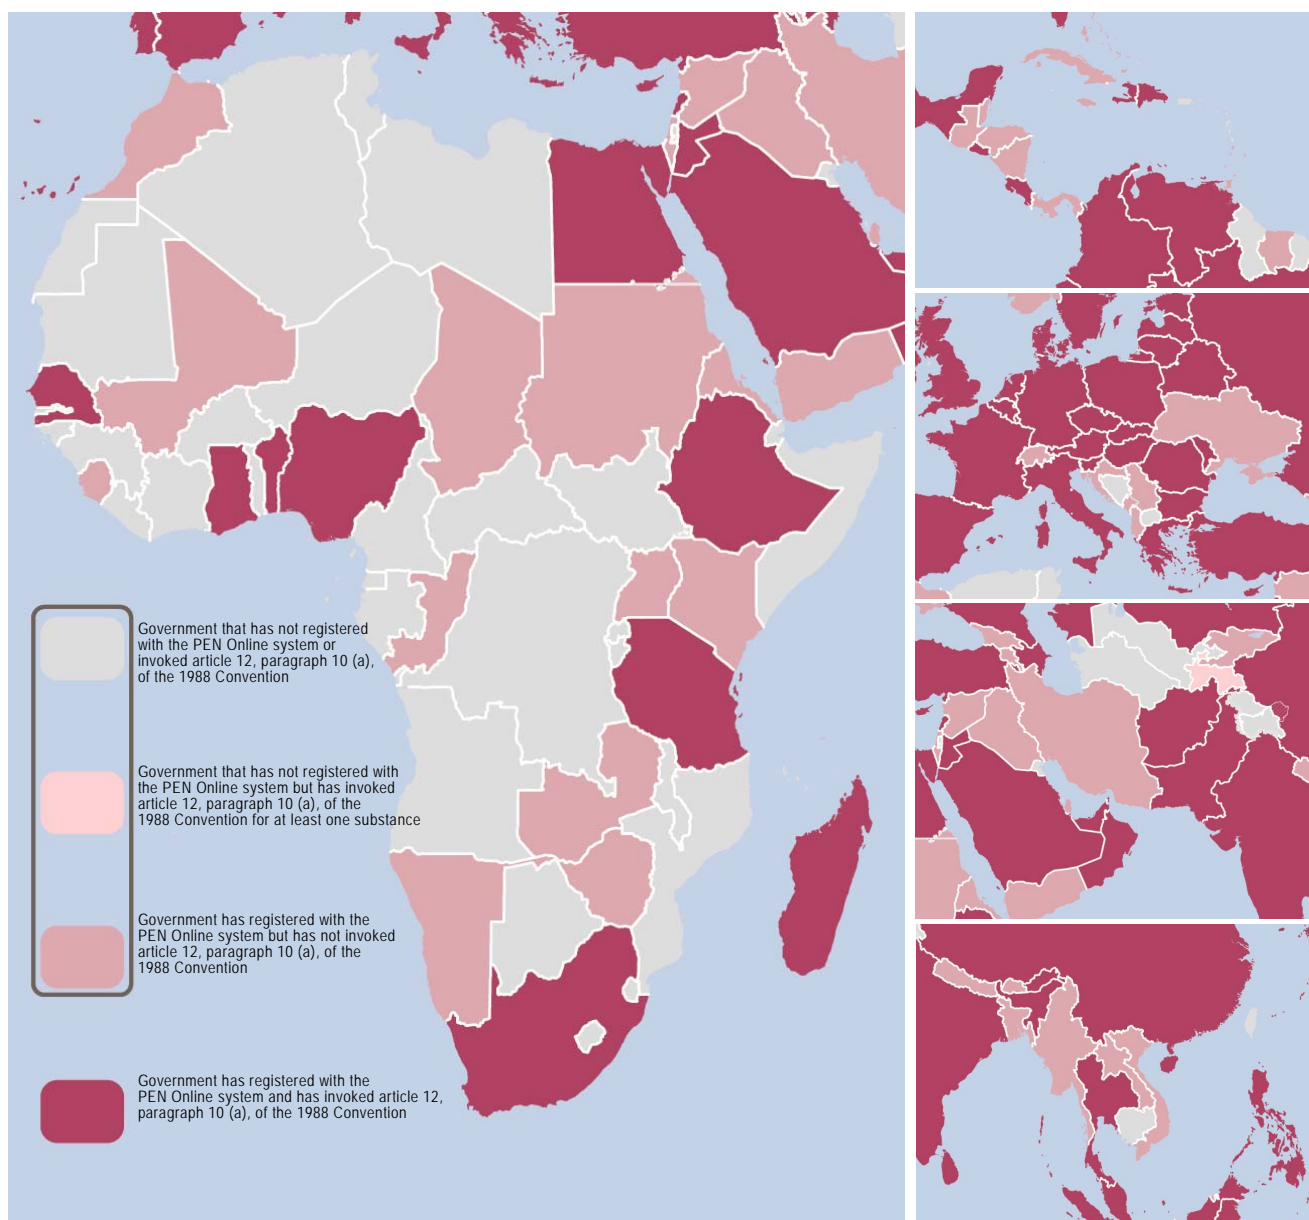 Government that has not registered
with the PEN Online system or
invoked article 12, paragraph 10 (a),
of the 1988 Convention
Government that has not registered with
the PEN Online system but has invoked
article 12, paragraph 10 (a), of the
1988 Convention for at least one substance
Government has registered with the
PEN Online system but has not invoked
article 12, paragraph 10 (a), of the
1988 Convention
Government has registered with the
PEN Online system and has invoked article 12,
paragraph 10 (a), of the 1988 Convention